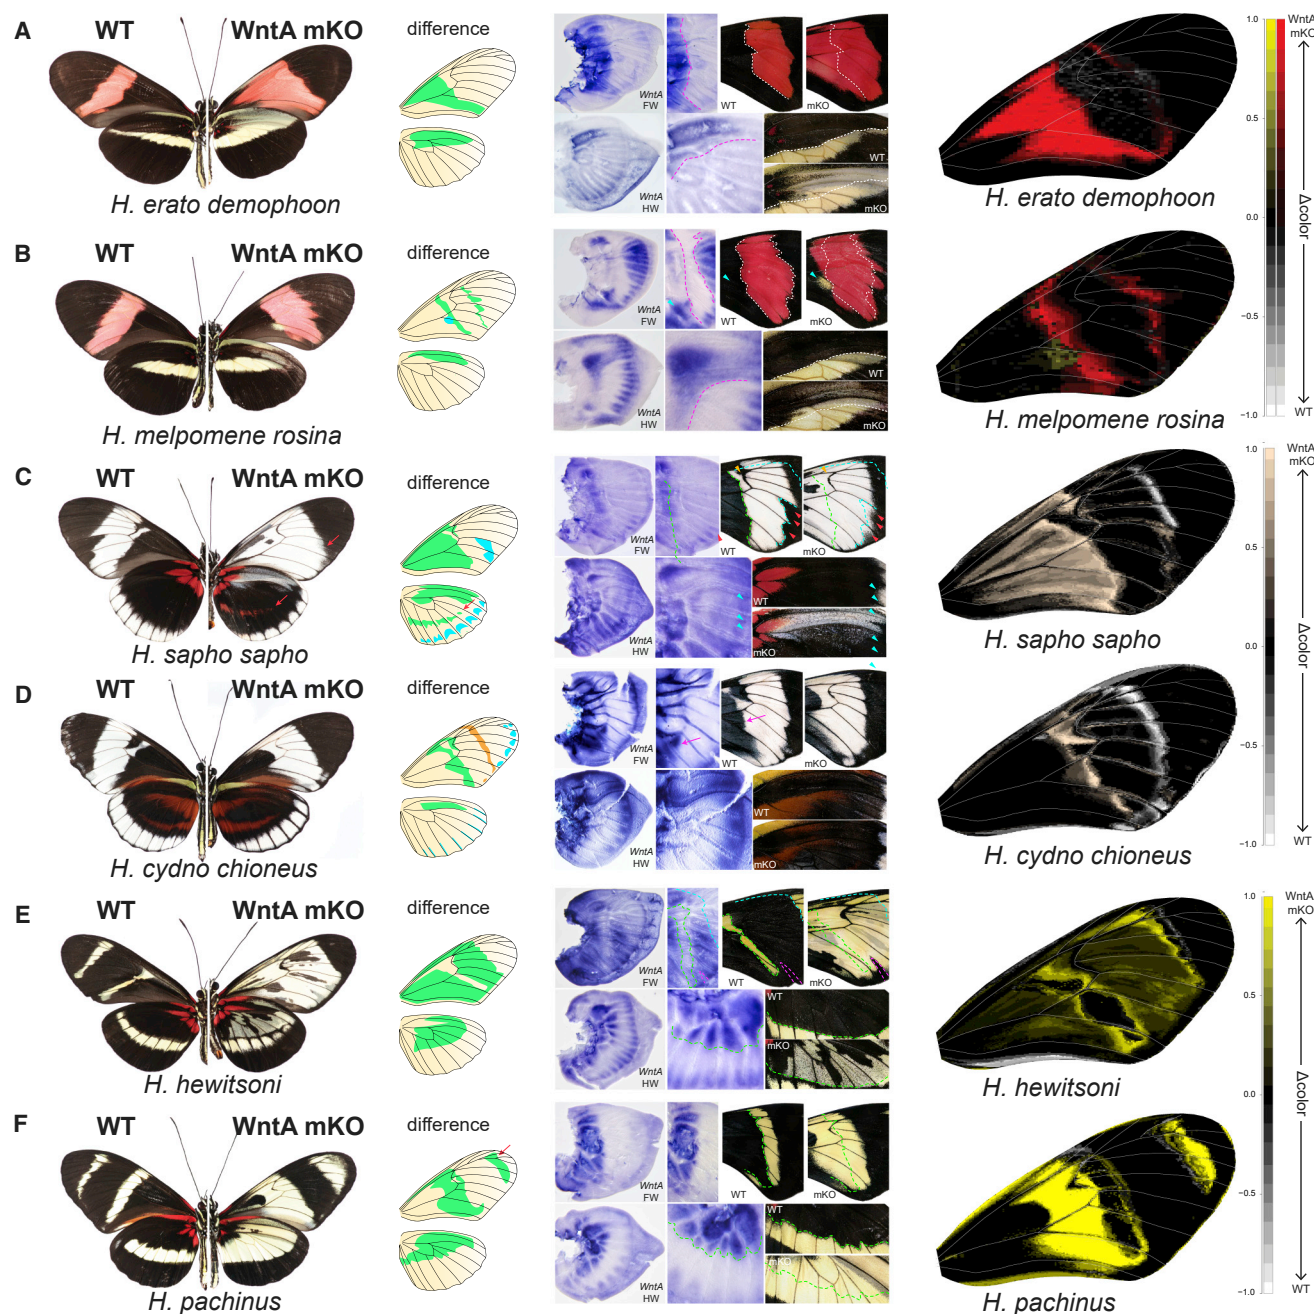 A WT WntA mKO difference
WntA FW
WT
mKO
WntA HW
WT
mKO
H. erato demophoon
H. erato demophoon
1.0 WntA mKO
0.5
0.0
Δcolor
−0.5
−1.0 WT
B WT WntA mKO difference
WntA FW
WT
mKO
WntA HW
WT
mKO
H. melpomene rosina
H. melpomene rosina
C WT WntA mKO difference
WntA FW
WT
mKO
WntA HW
WT
mKO
H. sapho sapho
H. sapho sapho
WntA mKO 1.0
0.5
0.0
Δcolor
−0.5
−1.0 WT
D WT WntA mKO difference
WntA FW
WT
mKO
WntA HW
WT
mKO
H. cydno chioneus
H. cydno chioneus
E WT WntA mKO difference
WntA FW
WT
mKO
WntA HW
WT
mKO
H. hewitsoni
H. hewitsoni
WntA mKO 1.0
0.5
0.0
Δcolor
−0.5
−1.0 WT
F WT WntA mKO difference
WntA FW
WT
mKO
WntA HW
WT
mKO
H. pachinus
H. pachinus